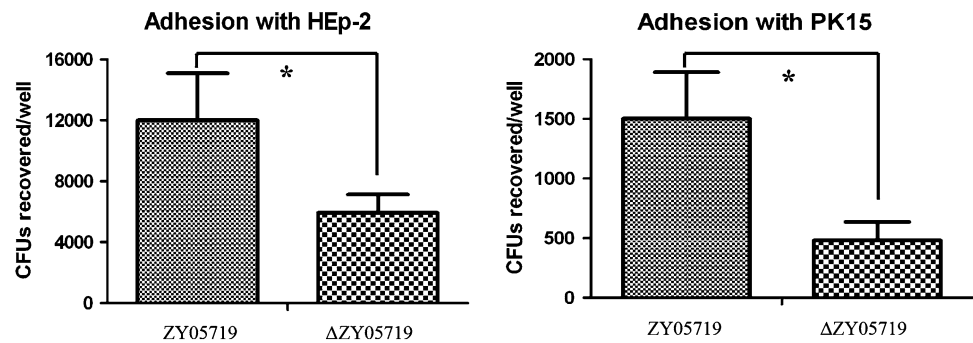 Adhesion with HEp-2
CFUs recovered/well
16000
12000
8000
4000
0
*
ZY05719
ΔZY05719
Adhesion with PK15
CFUs recovered/well
2000
1500
1000
500
0
*
ZY05719
ΔZY05719